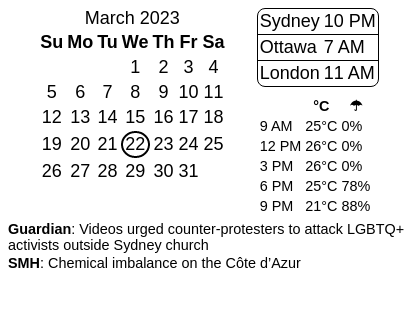 March 2023
Su Mo Tu We Th Fr Sa
1 2 3 4
5 6 7 8 9 10 11
12 13 14 15 16 17 18
19 20 21 22 23 24 25
26 27 28 29 30 31
Sydney 10 PM
Ottawa 7 AM
London 11 AM
°C ☂
9 AM 25°C 0%
12 PM 26°C 0%
3 PM 26°C 0%
6 PM 25°C 78%
9 PM 21°C 88%
Guardian: Videos urged counter-protesters to attack LGBTQ+
activists outside Sydney church
SMH: Chemical imbalance on the Côte d’Azur